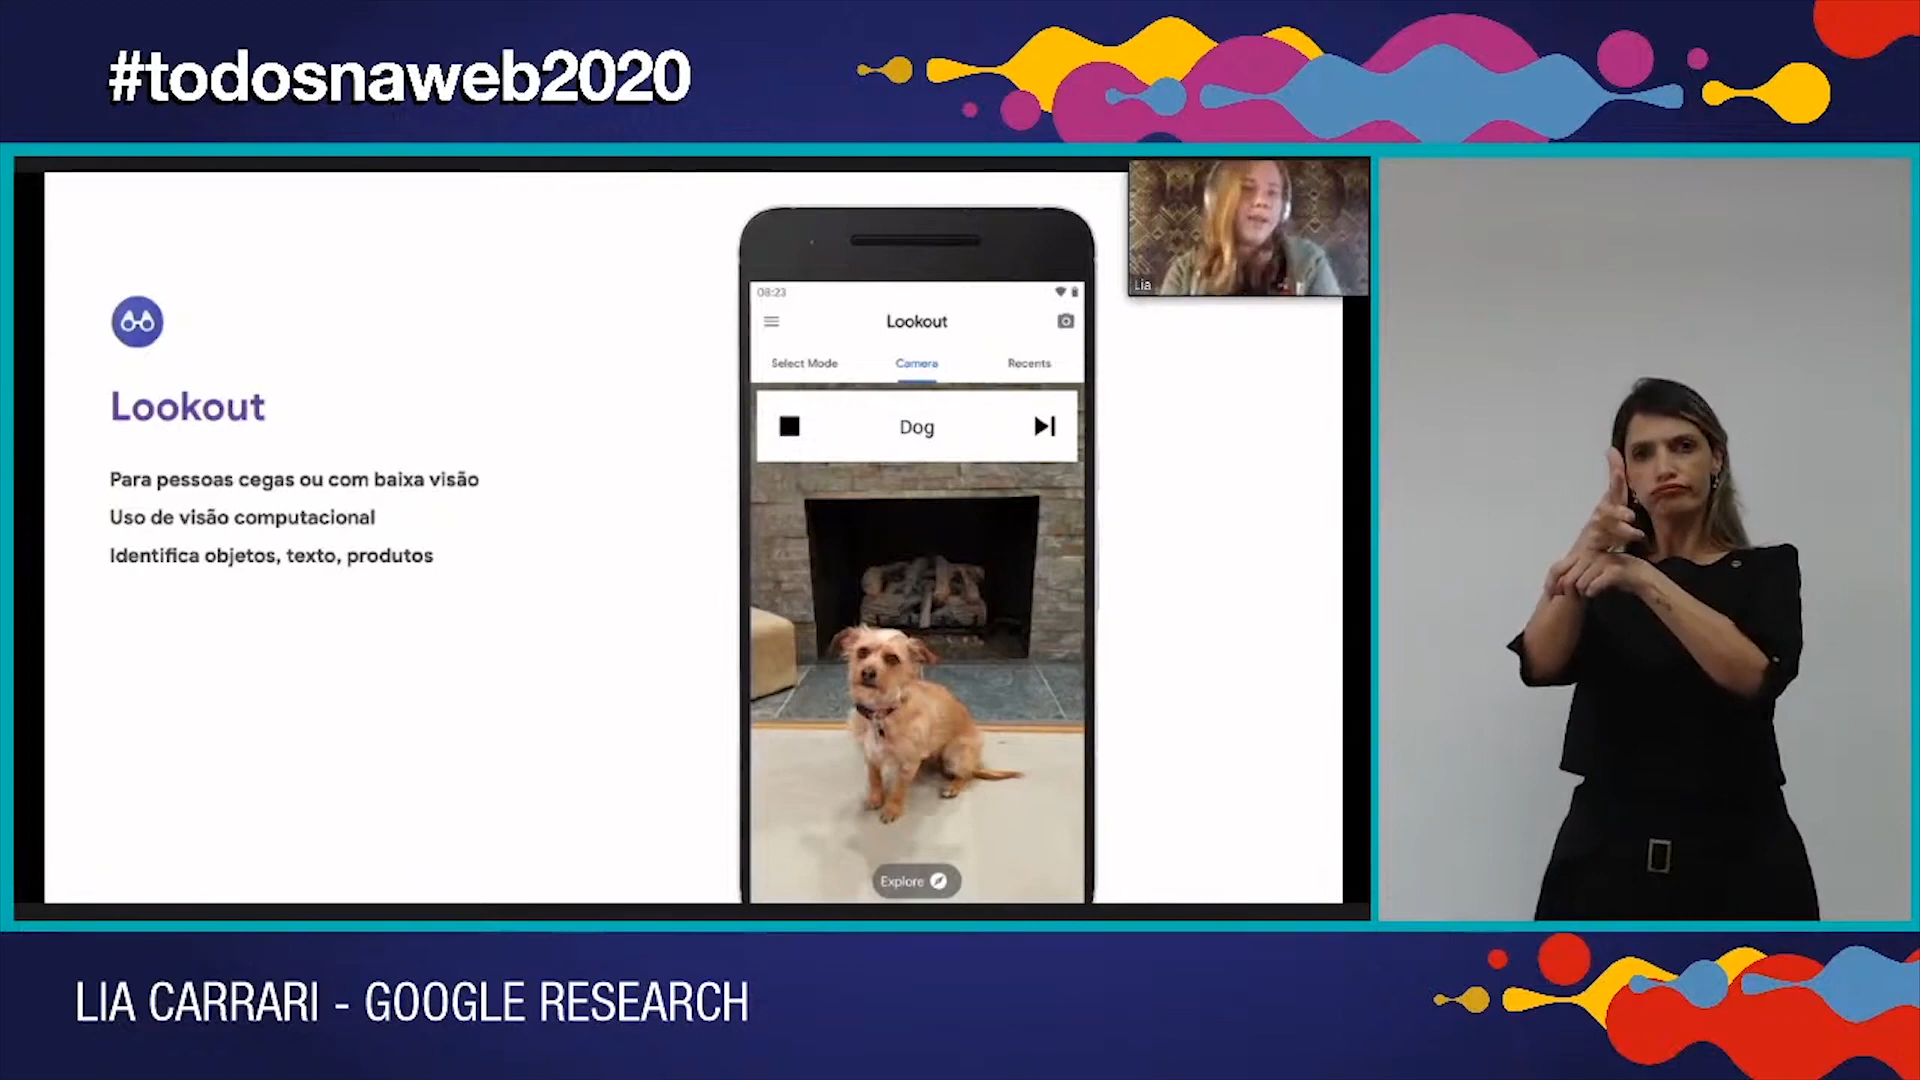 #todosnaweb2020
Lookout
Para pessoas cegas ou com baixa visão
Uso de visão computacional
Identifica objetos, texto, produtos
08:23
Lookout
Select Mode
Camera
Recents
Dog
Explore
Lia
LIA CARRARI - GOOGLE RESEARCH